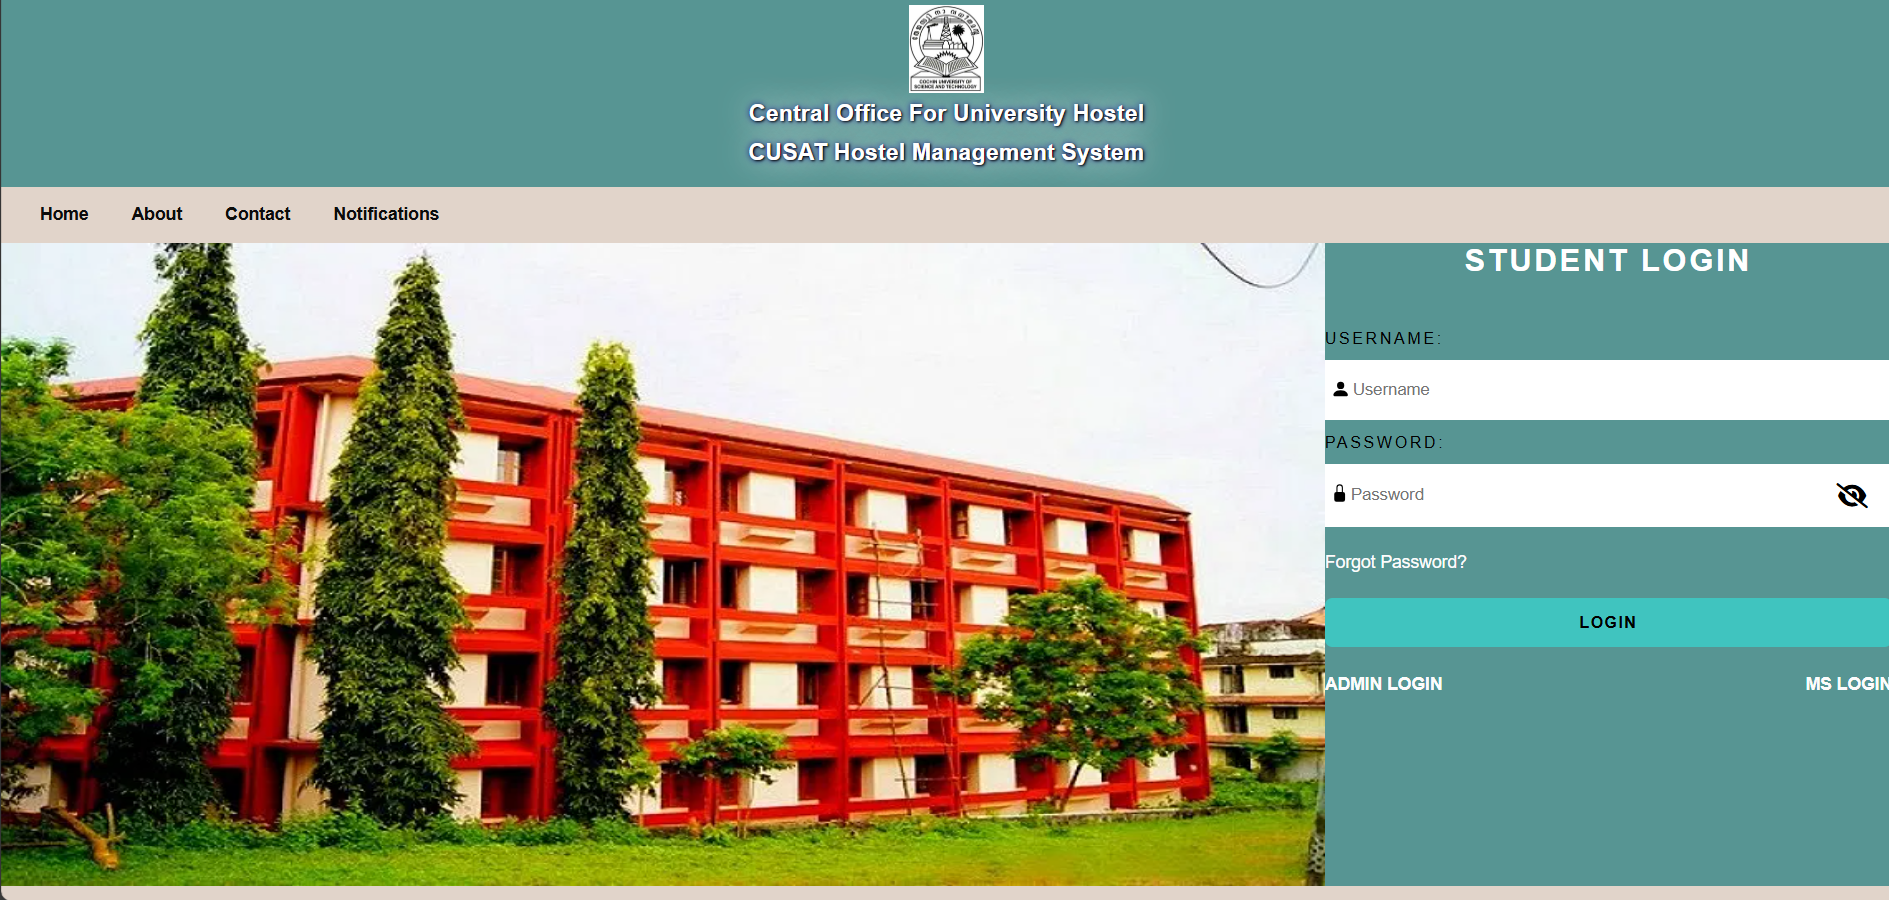 COCHIN UNIVERSITY OF
SCIENCE AND TECHNOLOGY
Central Office For University Hostel
CUSAT Hostel Management System
Home About Contact Notifications
STUDENT LOGIN
USERNAME:
Username
PASSWORD:
Password
Forgot Password?
LOGIN
ADMIN LOGIN MS LOGIN